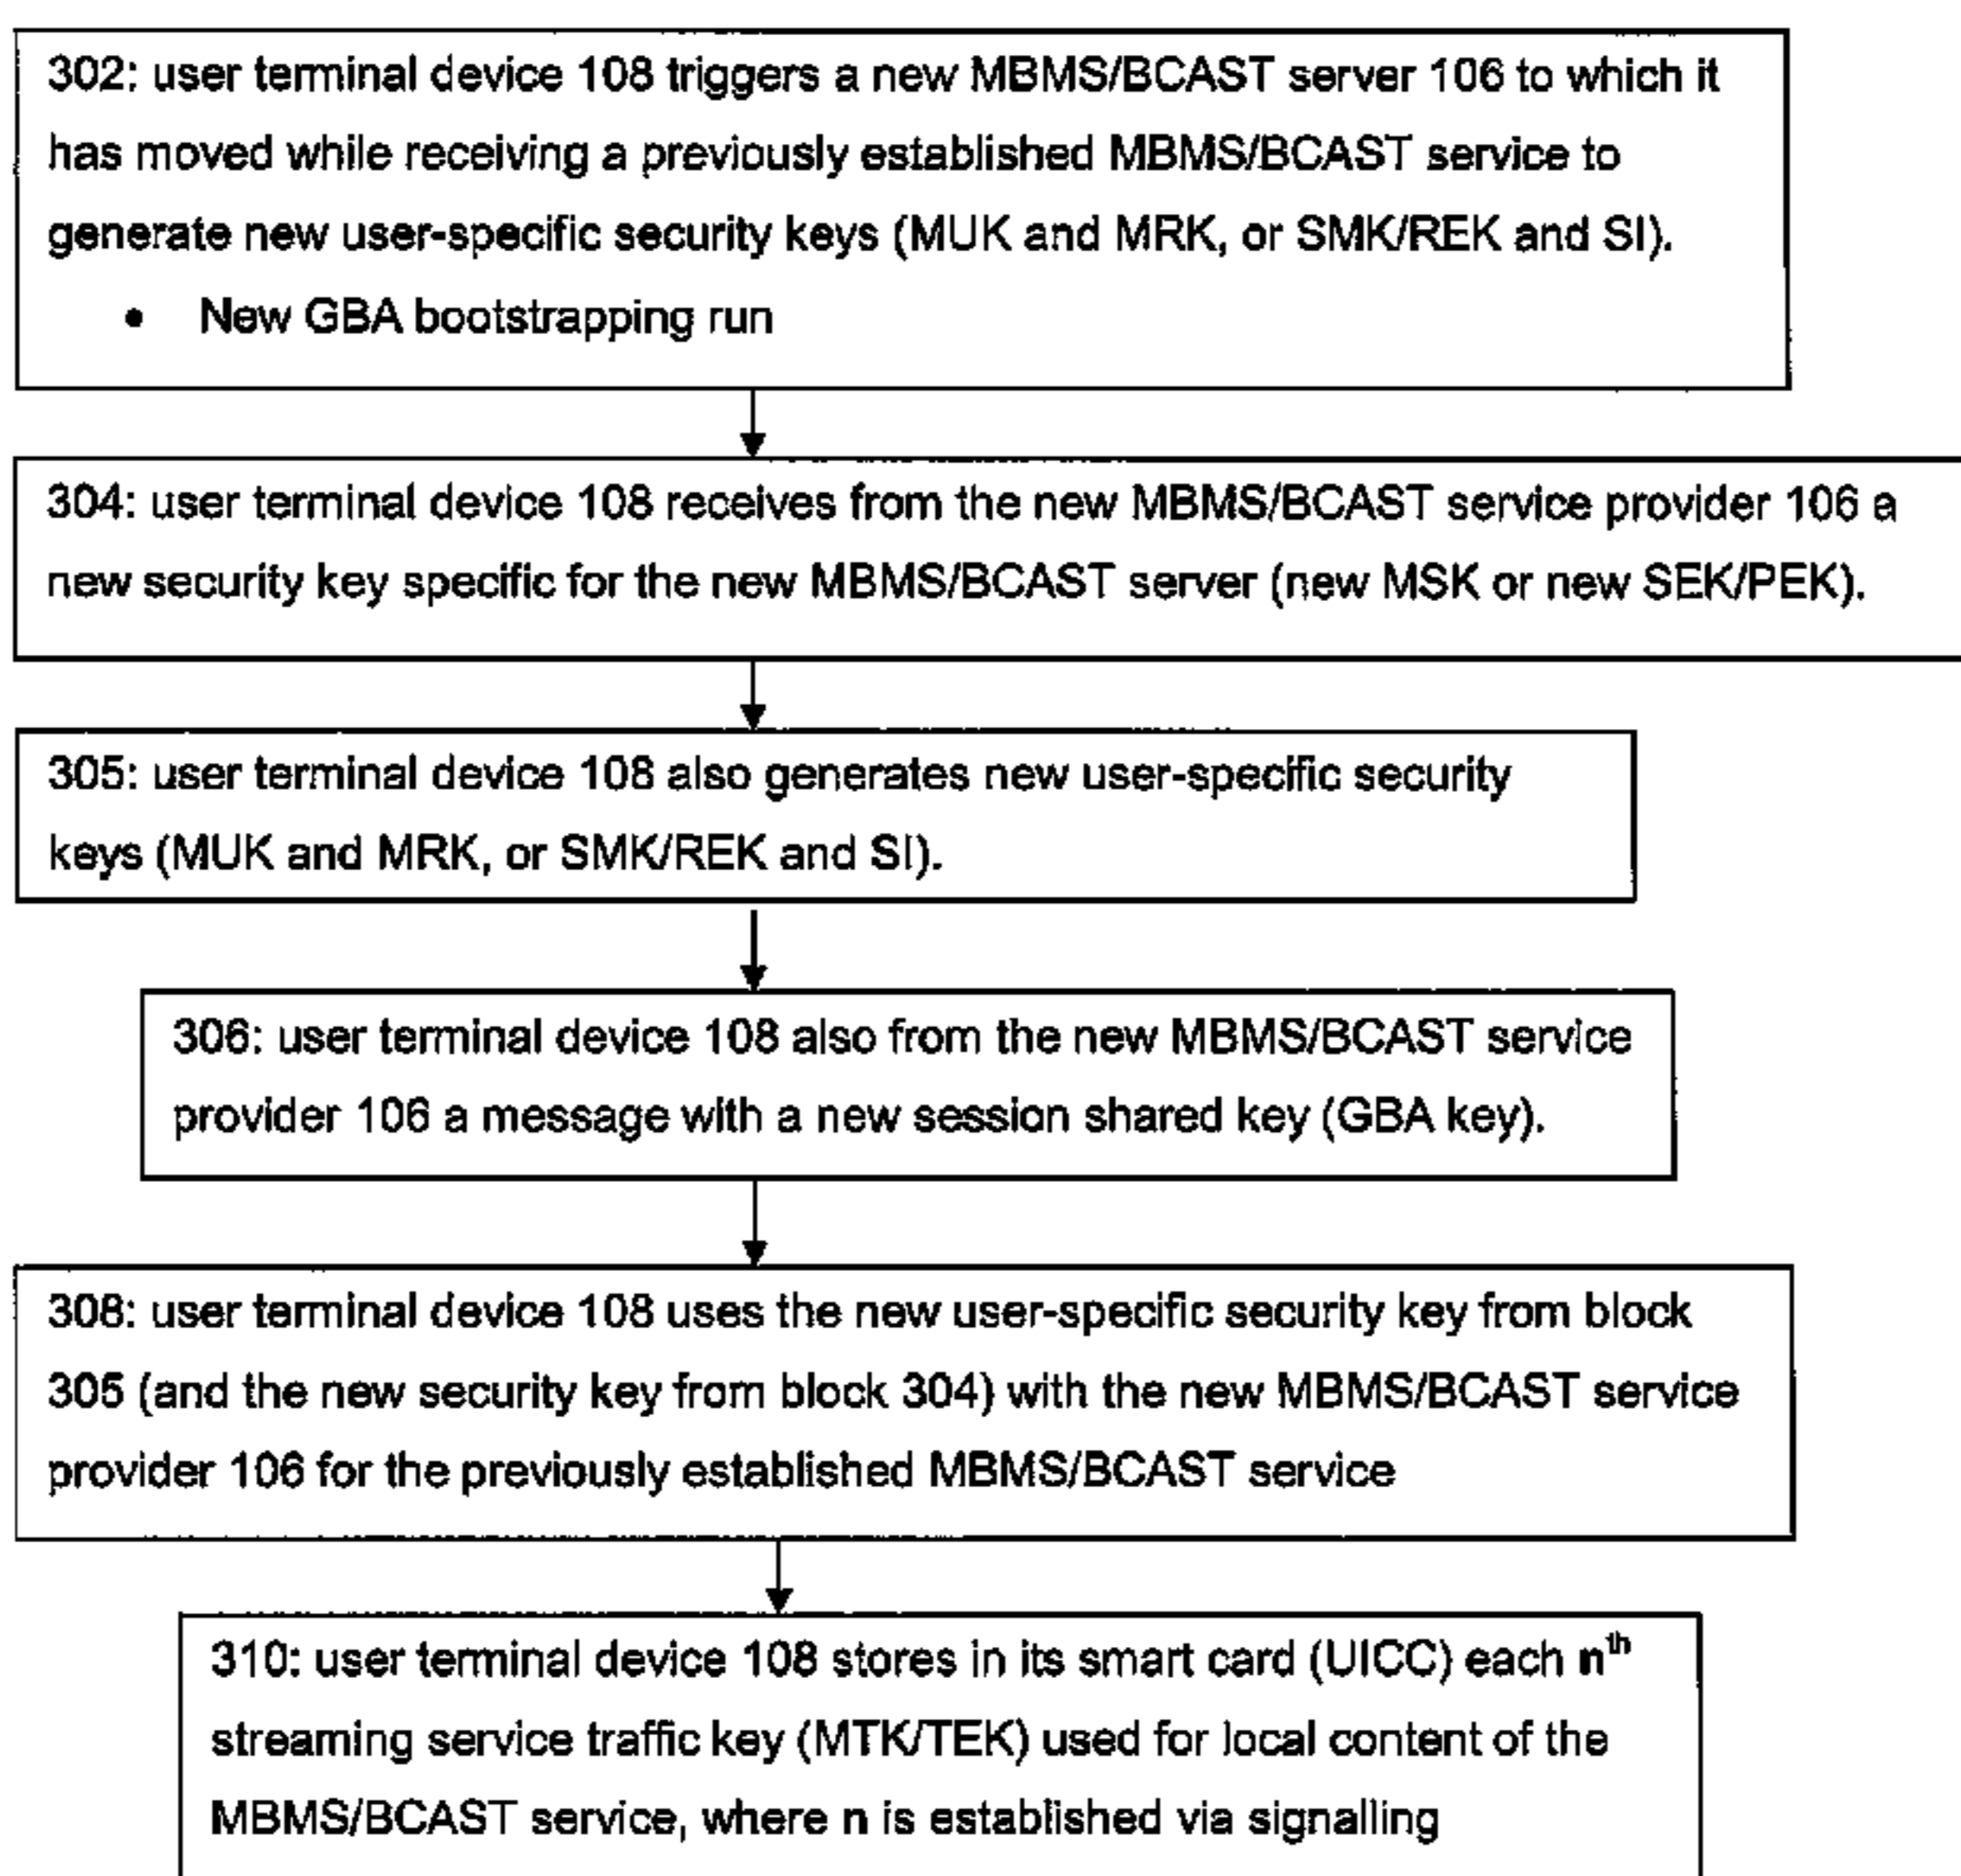 302: user terminal device 108 triggers a new MBMS/BCAST server 106 to which it
has moved while receiving a previously established MBMS/BCAST service to
generate new user-specific security keys (MUK and MRK, or SMK/REK and SI).
• New GBA bootstrapping run
304: user terminal device 108 receives from the new MBMS/BCAST service provider 106 a
new security key specific for the new MBMS/BCAST server (new MSK or new SEK/PEK).
305: user terminal device 108 also generates new user-specific security
keys (MUK and MRK, or SMK/REK and SI).
306: user terminal device 108 also from the new MBMS/BCAST service
provider 106 a message with a new session shared key (GBA key).
308: user terminal device 108 uses the new user-specific security key from block
305 (and the new security key from block 304) with the new MBMS/BCAST service
provider 106 for the previously established MBMS/BCAST service
310: user terminal device 108 stores in its smart card (UICC) each nth
streaming service traffic key (MTK/TEK) used for local content of the
MBMS/BCAST service, where n is established via signalling